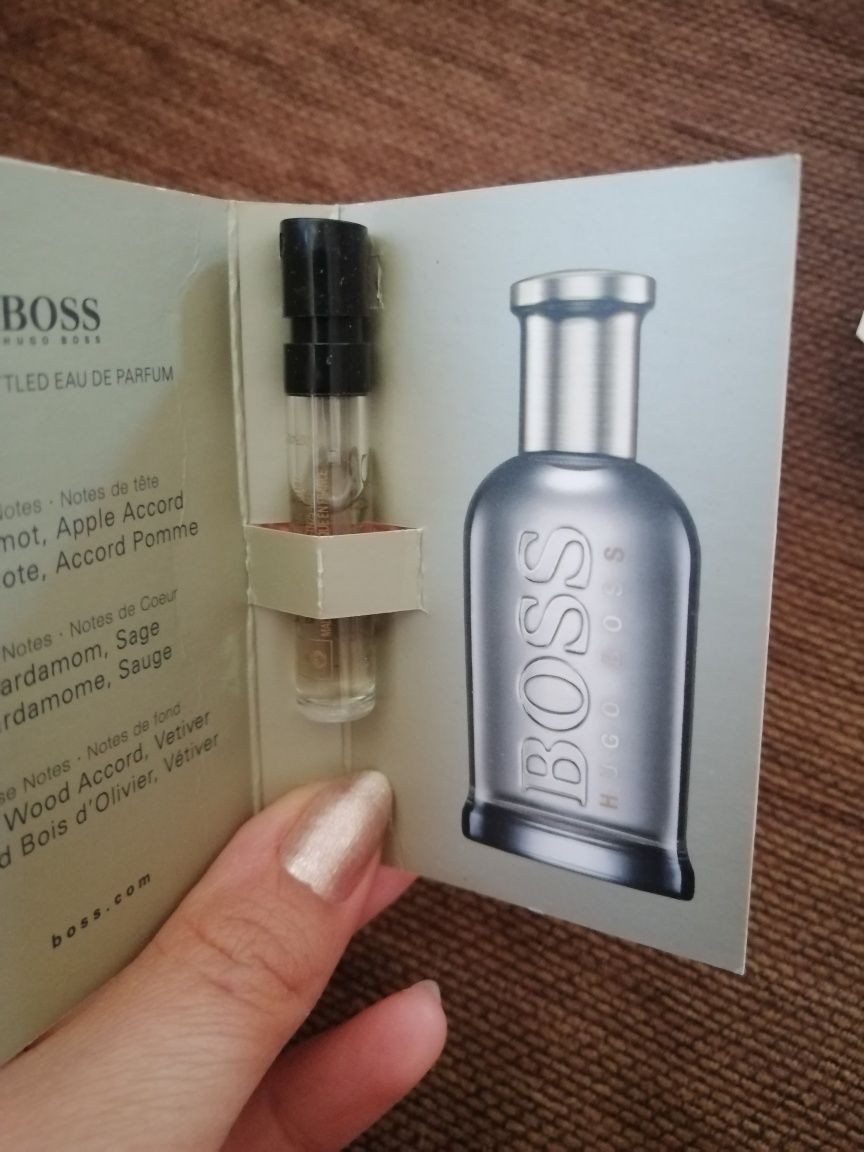 BOSS
HUGO BOSS
TLED EAU DE PARFUM
Notes · Notes de tête
mot, Apple Accord
ote, Accord Pomme
Notes · Notes de Coeur
ardamom, Sage
rdamome, Sauge
se Notes · Notes de fond
Wood Accord, Vetiver
d Bois d'Olivier, Vétiver
boss.com
BOSS
HUGO BOSS